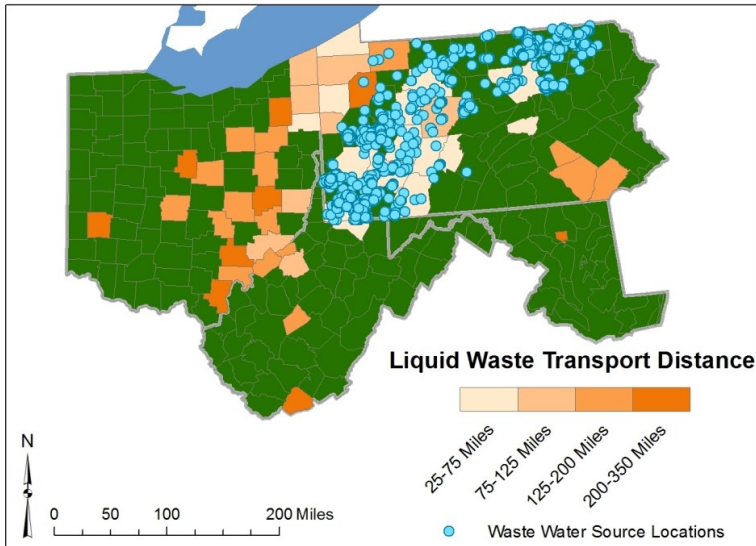 Liquid Waste Transport Distance
25-75 Miles
75-125 Miles
125-200 Miles
200-350 Miles
N
0 50 100 200 Miles
Waste Water Source Locations